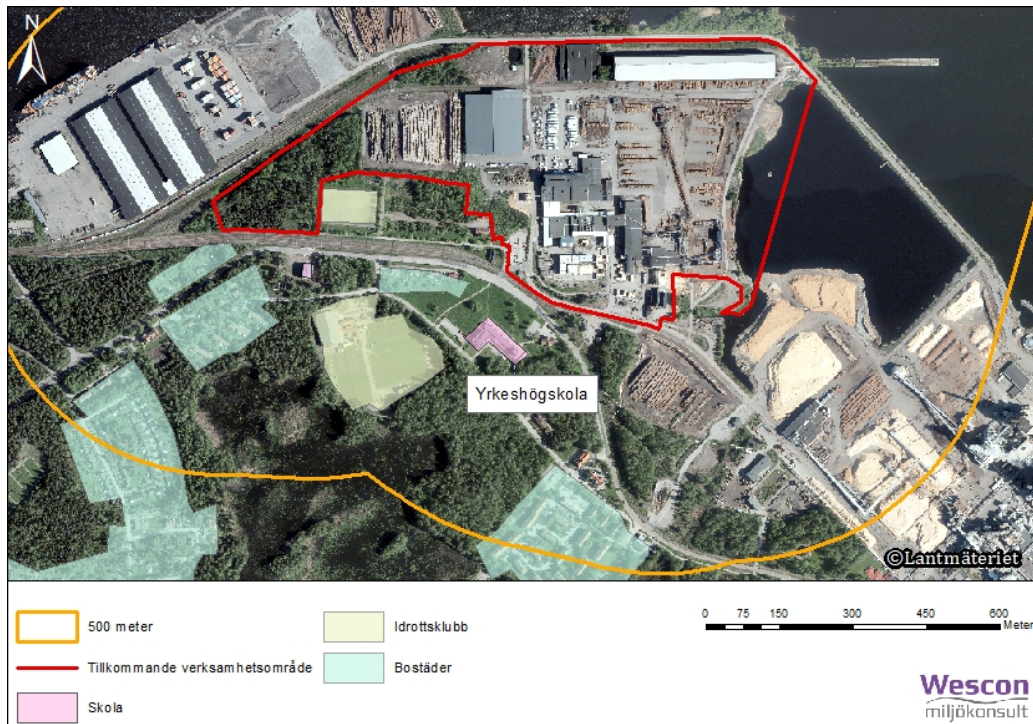 N
Yrkeshögskola
©Lantmäteriet
500 meter
Tillkommande verksamhetsområde
Skola
Idrottsklubb
Bostäder
0 75 150 300 450 600
Meter
Wescon
miljökonsult